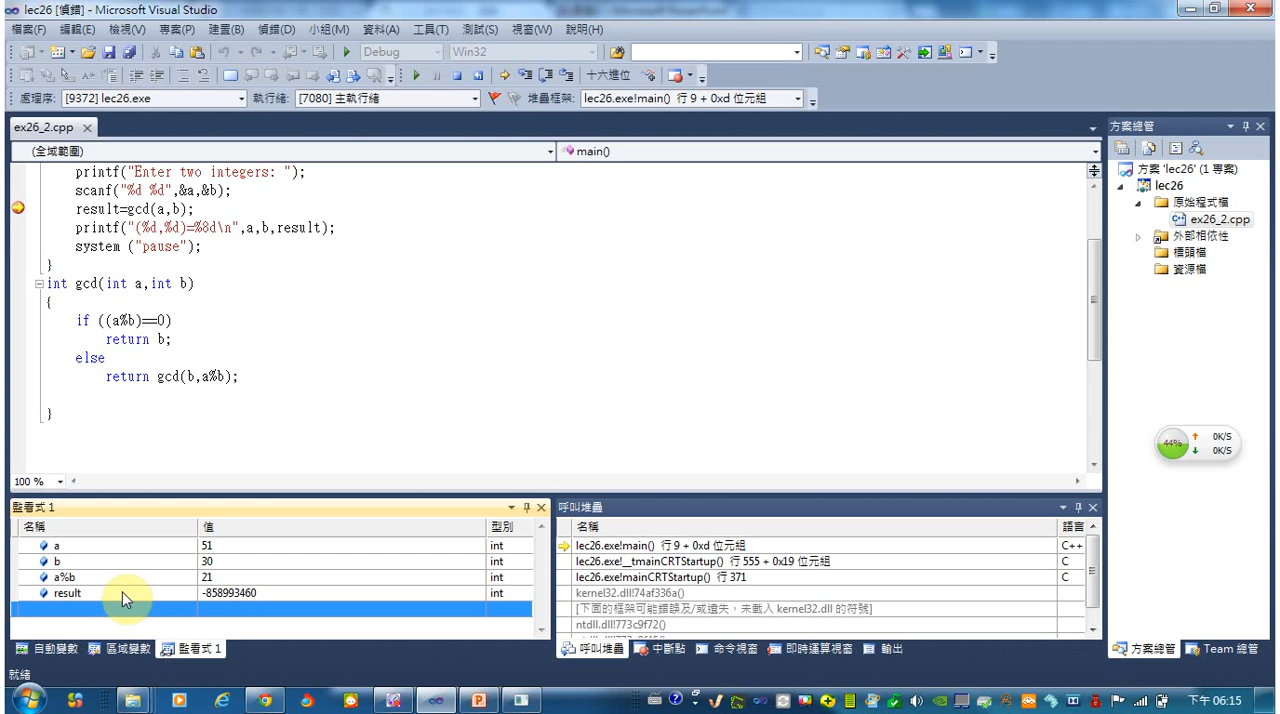 lec26 [偵錯] - Microsoft Visual Studio
檔案(F) 編輯(E) 檢視(V) 專案(P) 建置(B) 偵錯(D) 小組(M) 資料(A) 工具(T) 測試(S) 視窗(W) 說明(H)
Debug Win32
十六進位
處理序: [9372] lec26.exe 執行緒: [7080] 主執行緒 堆疊框架: lec26.exe!main() 行 9 + 0xd 位元組
ex26_2.cpp
(全域範圍) main()
printf("Enter two integers: ");
scanf("%d %d",&a,&b);
result=gcd(a,b);
printf("(%d,%d)=%8d\n",a,b,result);
system ("pause");
}
int gcd(int a,int b)
{
if ((a%b)==0)
return b;
else
return gcd(b,a%b);
}
100 %
方案總管
方案 'lec26' (1 專案)
lec26
原始程式檔
ex26_2.cpp
外部相依性
標頭檔
資源檔
44% 0K/S
0K/S
監看式 1
名稱 值 型別
a 51 int
b 30 int
a%b 21 int
result -858993460 int
自動變數 區域變數 監看式 1
呼叫堆疊
名稱 語言
lec26.exe!main() 行 9 + 0xd 位元組 C++
lec26.exe!__tmainCRTStartup() 行 555 + 0x19 位元組 C
lec26.exe!mainCRTStartup() 行 371 C
kernel32.dll!74af336a()
[下面的框架可能錯誤及/或遺失，未載入 kernel32.dll 的符號]
ntdll.dll!773c9f72()
呼叫堆疊 中斷點 命令視窗 即時運算視窗 輸出
方案總管 Team 總管
就緒
下午 06:15